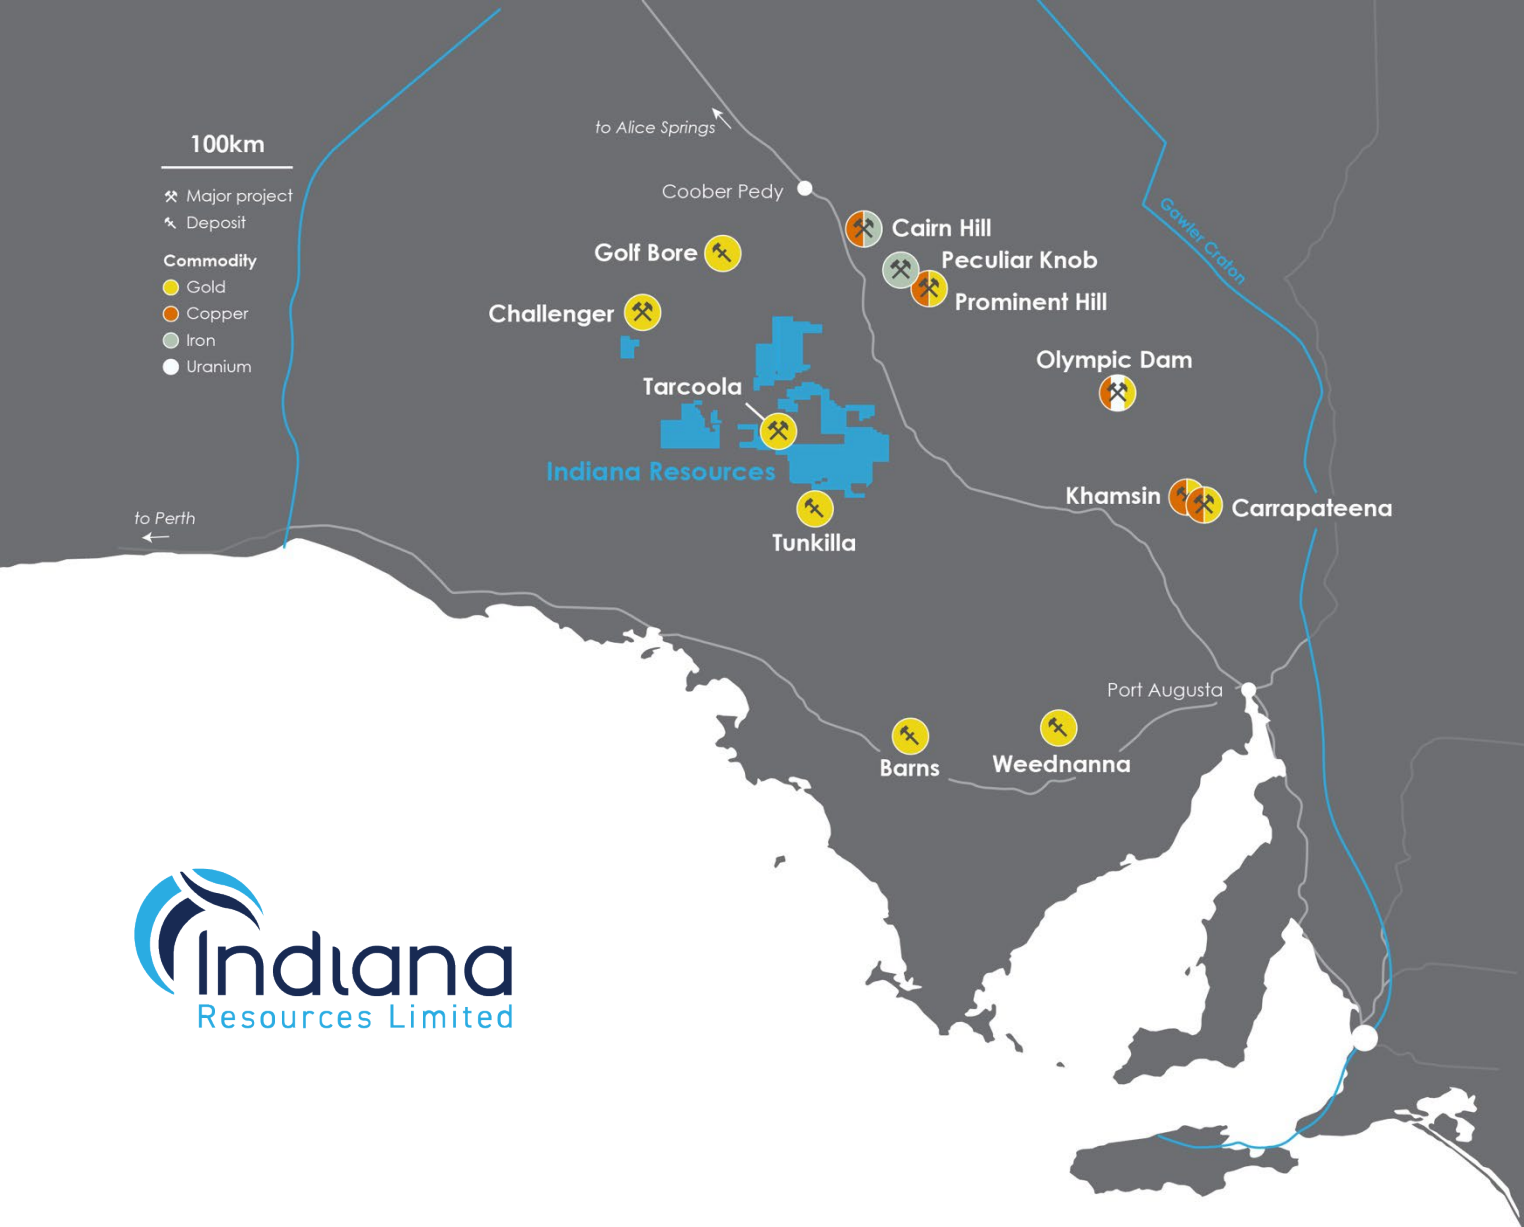 100km
Major project
Deposit
Commodity
Gold
Copper
Iron
Uranium
to Alice Springs
Coober Pedy
Cairn Hill
Golf Bore
Peculiar Knob
Prominent Hill
Gawler Craton
Challenger
Olympic Dam
Tarcoola
Indiana Resources
Khamsin
Carrapateena
to Perth
Tunkilla
Port Augusta
Barns
Weednanna
Indiana
Resources Limited